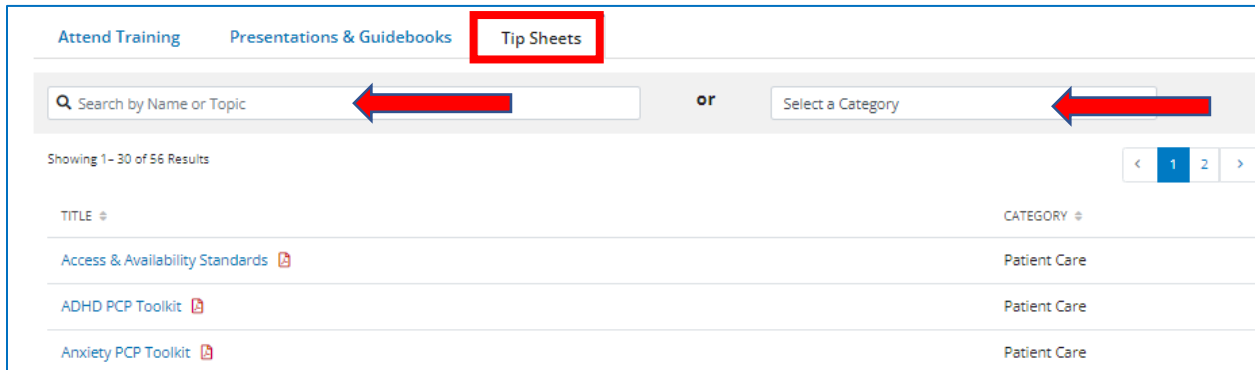 Attend Training Presentations & Guidebooks Tip Sheets
Search by Name or Topic or Select a Category
Showing 1– 30 of 56 Results < 1 2 >
TITLE CATEGORY
Access & Availability Standards Patient Care
ADHD PCP Toolkit Patient Care
Anxiety PCP Toolkit Patient Care